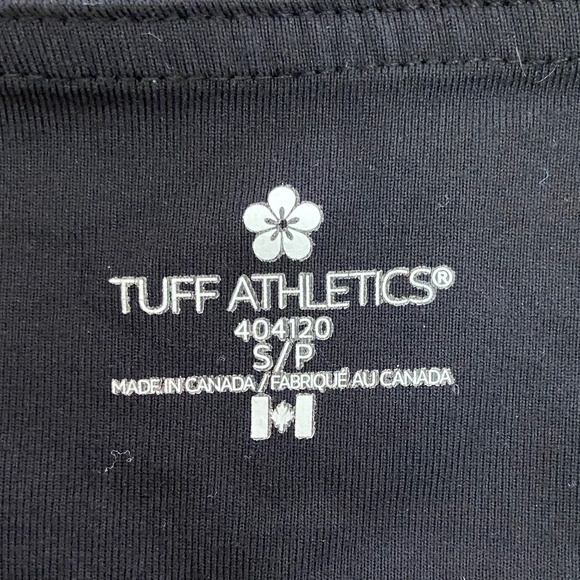 TUFF ATHLETICS®
404120
S/P
MADE IN CANADA / FABRIQUÉ AU CANADA